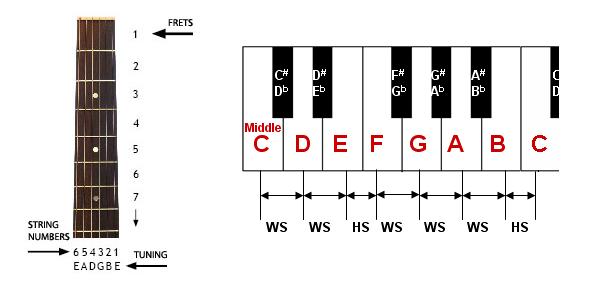 FRETS
1
2
3
4
5
6
7
STRING
NUMBERS
6 5 4 3 2 1
EADGBE
TUNING
C# D# F# G# A# C
Db Eb Gb Ab Bb D
Middle
C D E F G A B C
WS WS HS WS WS WS HS